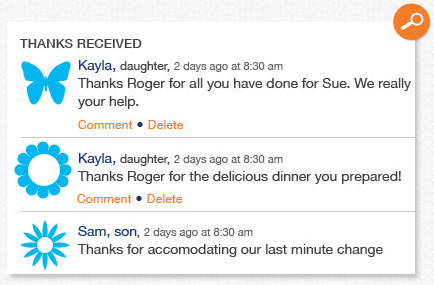 THANKS RECEIVED
Kayla, daughter, 2 days ago at 8:30 am
Thanks Roger for all you have done for Sue. We really
your help.
Comment • Delete
Kayla, daughter, 2 days ago at 8:30 am
Thanks Roger for the delicious dinner you prepared!
Comment • Delete
Sam, son, 2 days ago at 8:30 am
Thanks for accomodating our last minute change